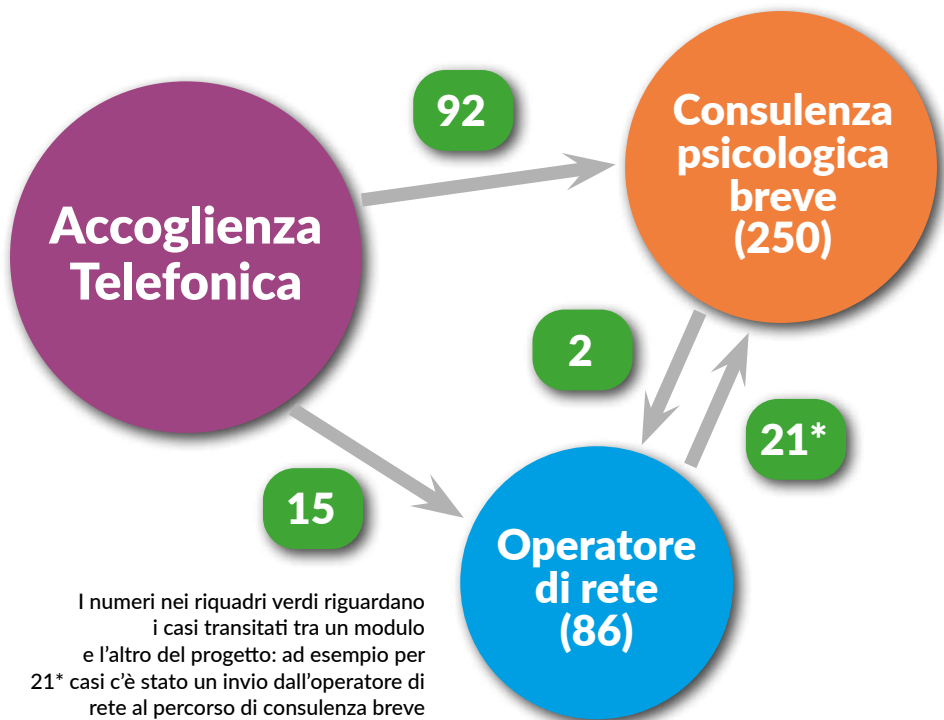 Accoglienza
Telefonica
92
Consulenza
psicologica
breve
(250)
2
21*
15
Operatore
di rete
(86)
I numeri nei riquadri verdi riguardano
i casi transitati tra un modulo
e l'altro del progetto: ad esempio per
21* casi c'è stato un invio dall'operatore di
rete al percorso di consulenza breve